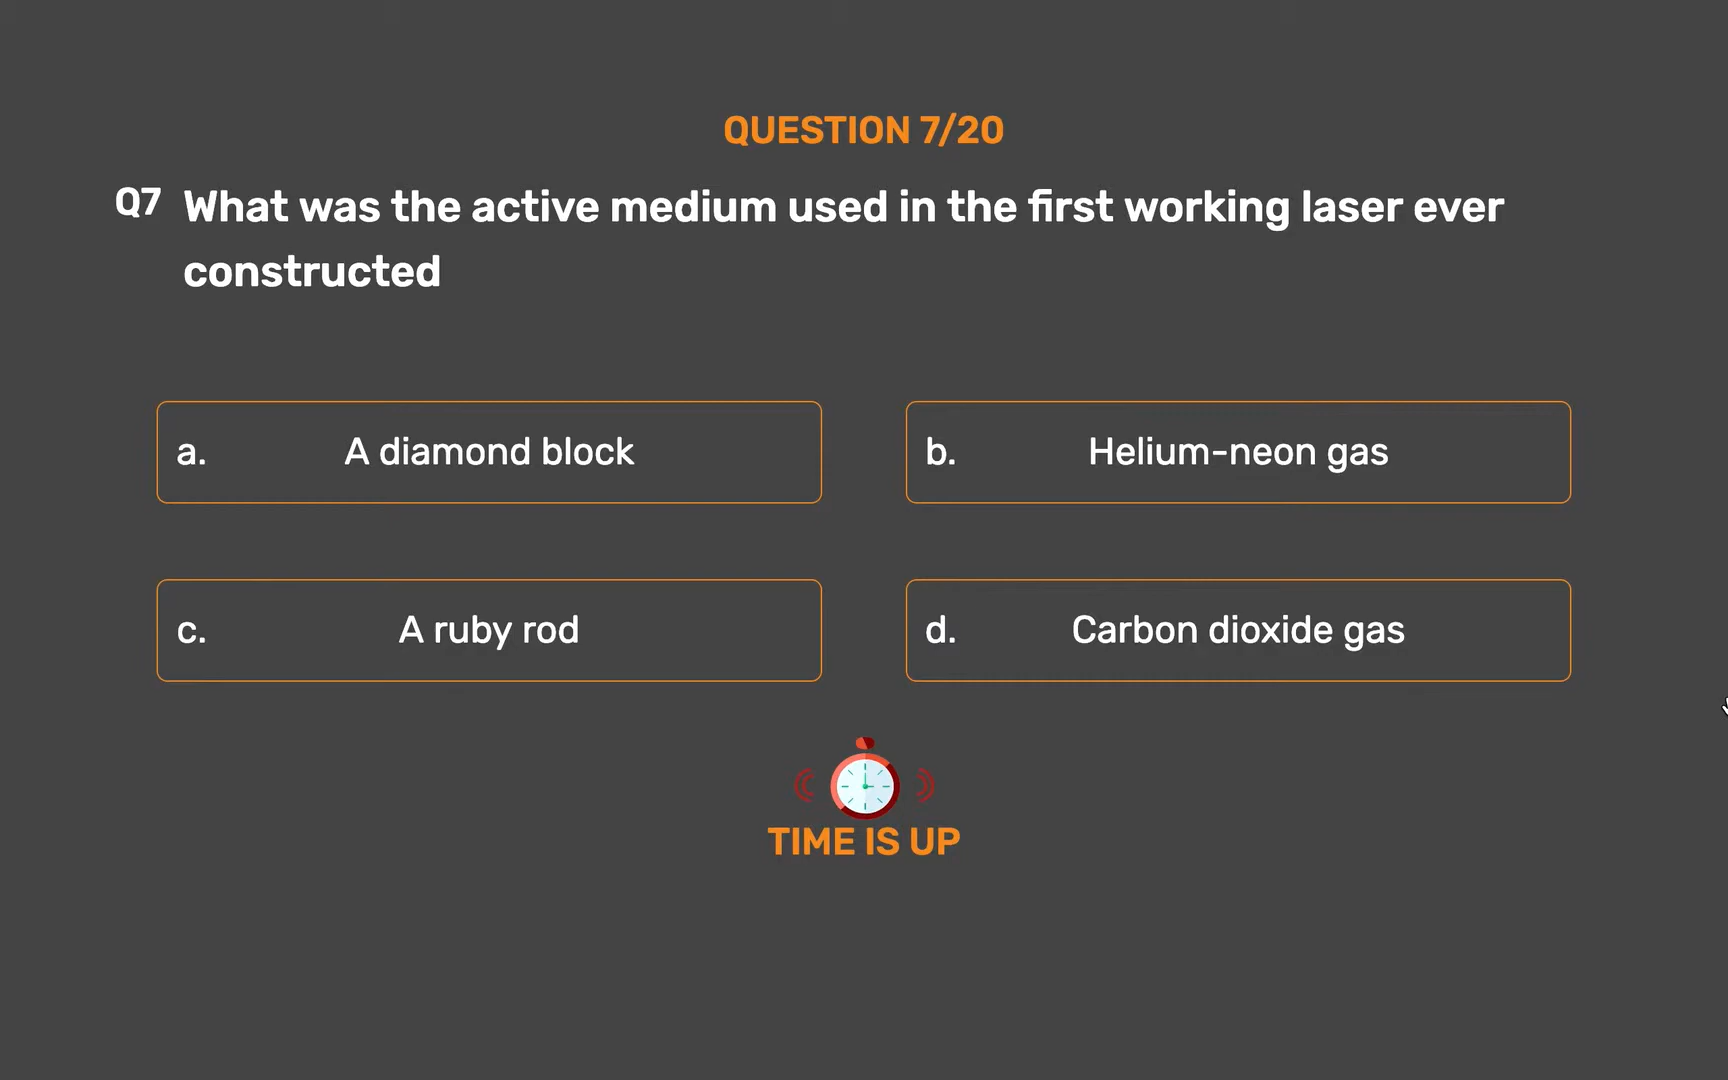 QUESTION 7/20
Q7 What was the active medium used in the first working laser ever
constructed
a. A diamond block
b. Helium-neon gas
c. A ruby rod
d. Carbon dioxide gas
TIME IS UP